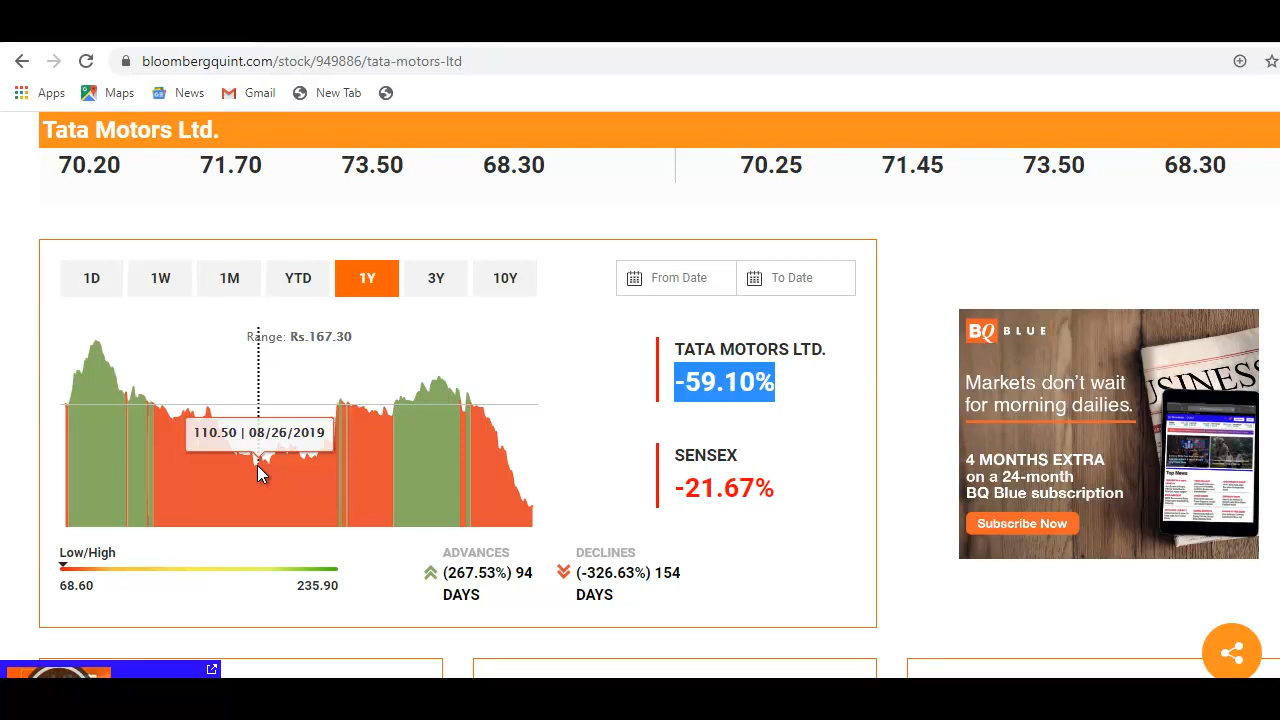 bloombergquint.com/stock/949886/tata-motors-ltd
Apps Maps News Gmail New Tab
Tata Motors Ltd.
70.20 71.70 73.50 68.30 70.25 71.45 73.50 68.30
1D 1W 1M YTD 1Y 3Y 10Y From Date To Date
Range: Rs.167.30
TATA MOTORS LTD.
-59.10%
110.50 | 08/26/2019
SENSEX
-21.67%
Low/High
68.60 235.90
ADVANCES DECLINES
(267.53%) 94 (-326.63%) 154
DAYS DAYS
BQ BLUE
Markets don't wait
for morning dailies.
4 MONTHS EXTRA
on a 24-month
BQ Blue subscription
Subscribe Now
BUSINESS